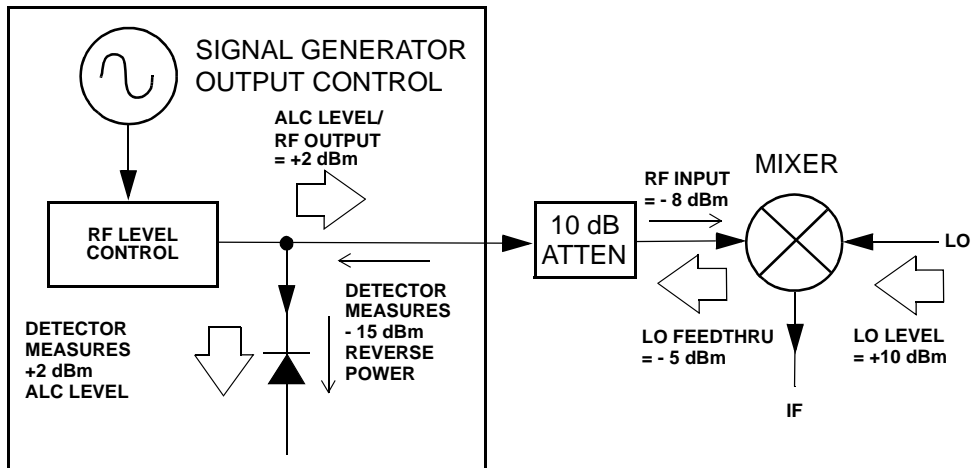 SIGNAL GENERATOR
OUTPUT CONTROL
ALC LEVEL/
RF OUTPUT
= +2 dBm
RF LEVEL
CONTROL
DETECTOR
MEASURES
+2 dBm
ALC LEVEL
DETECTOR
MEASURES
- 15 dBm
REVERSE
POWER
10 dB
ATTEN
RF INPUT
= - 8 dBm
MIXER
LO FEEDTHRU
= - 5 dBm
LO
LO LEVEL
= +10 dBm
IF